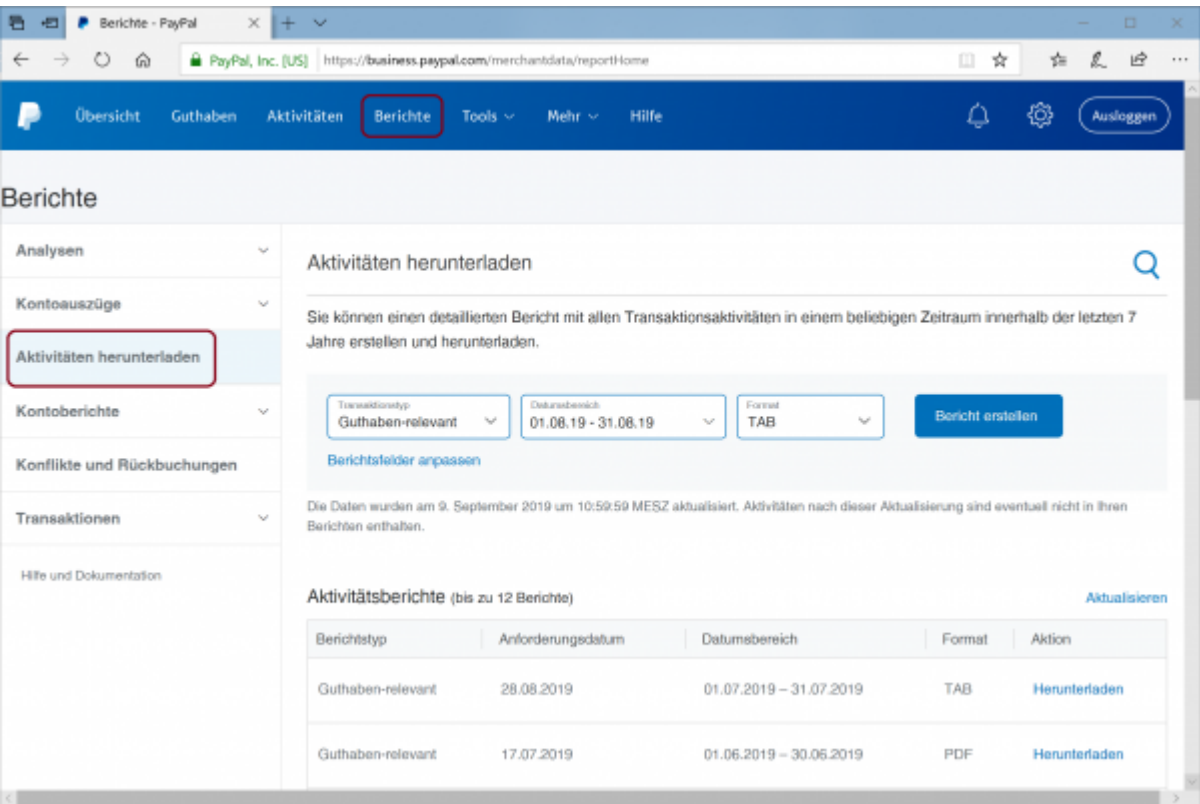 Berichte - PayPal
PayPal, Inc. [US] https://business.paypal.com/merchantdata/reportHome
Übersicht Guthaben Aktivitäten Berichte Tools Mehr Hilfe Ausloggen
Berichte
Analysen
Kontoauszüge
Aktivitäten herunterladen
Kontoberichte
Konflikte und Rückbuchungen
Transaktionen
Hilfe und Dokumentation
Aktivitäten herunterladen
Sie können einen detaillierten Bericht mit allen Transaktionsaktivitäten in einem beliebigen Zeitraum innerhalb der letzten 7
Jahre erstellen und herunterladen.
Transaktionstyp Datumsbereich Format
Guthaben-relevant 01.08.19 - 31.08.19 TAB Bericht erstellen
Berichtsfelder anpassen
Die Daten wurden am 9. September 2019 um 10:59:59 MESZ aktualisiert. Aktivitäten nach dieser Aktualisierung sind eventuell nicht in Ihren
Berichten enthalten.
Aktivitätsberichte (bis zu 12 Berichte) Aktualisieren
Berichtstyp Anforderungsdatum Datumsbereich Format Aktion
Guthaben-relevant 28.08.2019 01.07.2019 – 31.07.2019 TAB Herunterladen
Guthaben-relevant 17.07.2019 01.06.2019 – 30.06.2019 PDF Herunterladen